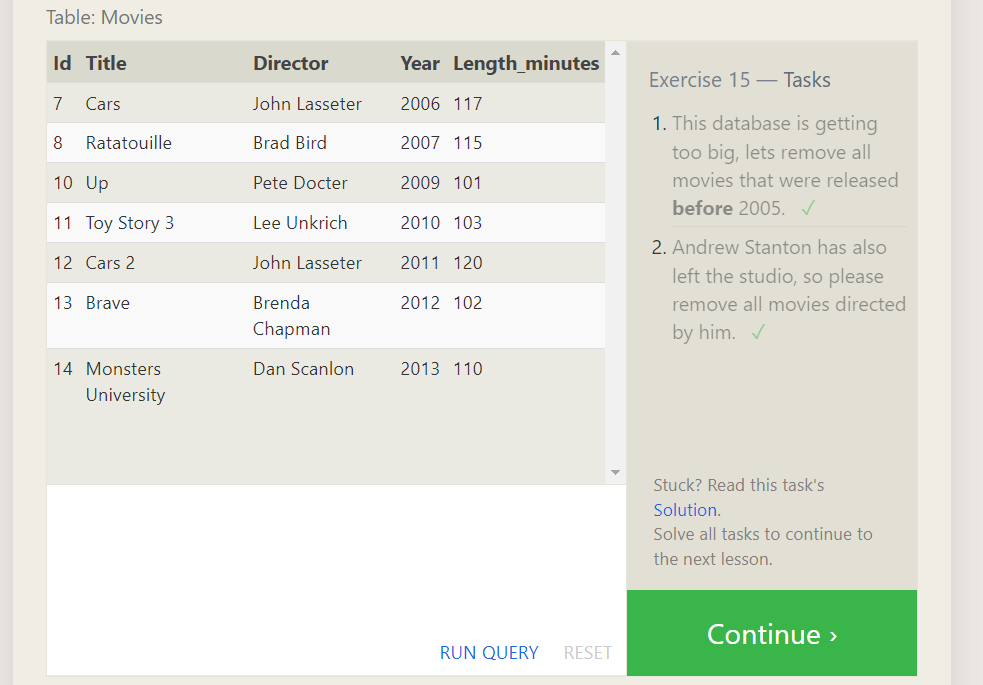 Table: Movies
Id Title Director Year Length_minutes
7 Cars John Lasseter 2006 117
8 Ratatouille Brad Bird 2007 115
10 Up Pete Docter 2009 101
11 Toy Story 3 Lee Unkrich 2010 103
12 Cars 2 John Lasseter 2011 120
13 Brave Brenda 2012 102
Chapman
14 Monsters Dan Scanlon 2013 110
University
RUN QUERY RESET
Exercise 15 — Tasks
1. This database is getting
too big, lets remove all
movies that were released
before 2005. ✓
2. Andrew Stanton has also
left the studio, so please
remove all movies directed
by him. ✓
Stuck? Read this task's
Solution.
Solve all tasks to continue to
the next lesson.
Continue ›